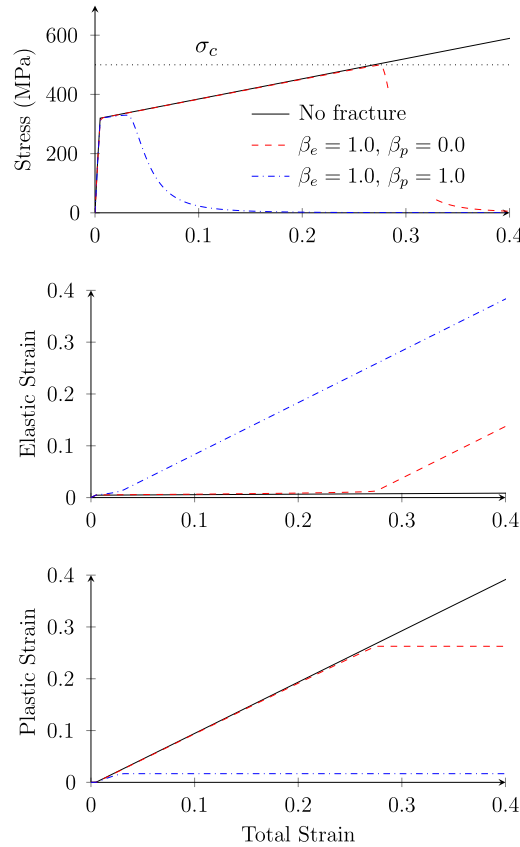 600
400
200
0
Stress (MPa)
σ_c
No fracture
β_e = 1.0, β_p = 0.0
β_e = 1.0, β_p = 1.0
0 0.1 0.2 0.3 0.4
0.4
0.3
0.2
0.1
0
Elastic Strain
0 0.1 0.2 0.3 0.4
0.4
0.3
0.2
0.1
0
Plastic Strain
0 0.1 0.2 0.3 0.4
Total Strain